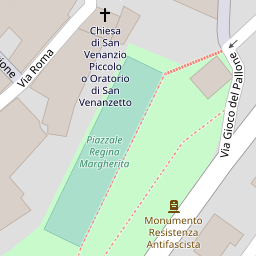 Chiesa
di San
Venanzio
Piccolo
o Oratorio
di San
Venanzetto
Via Roma
ione
Via Gioco del Pallone
Piazzale
Regina
Margherita
Monumento
Resistenza
Antifascista